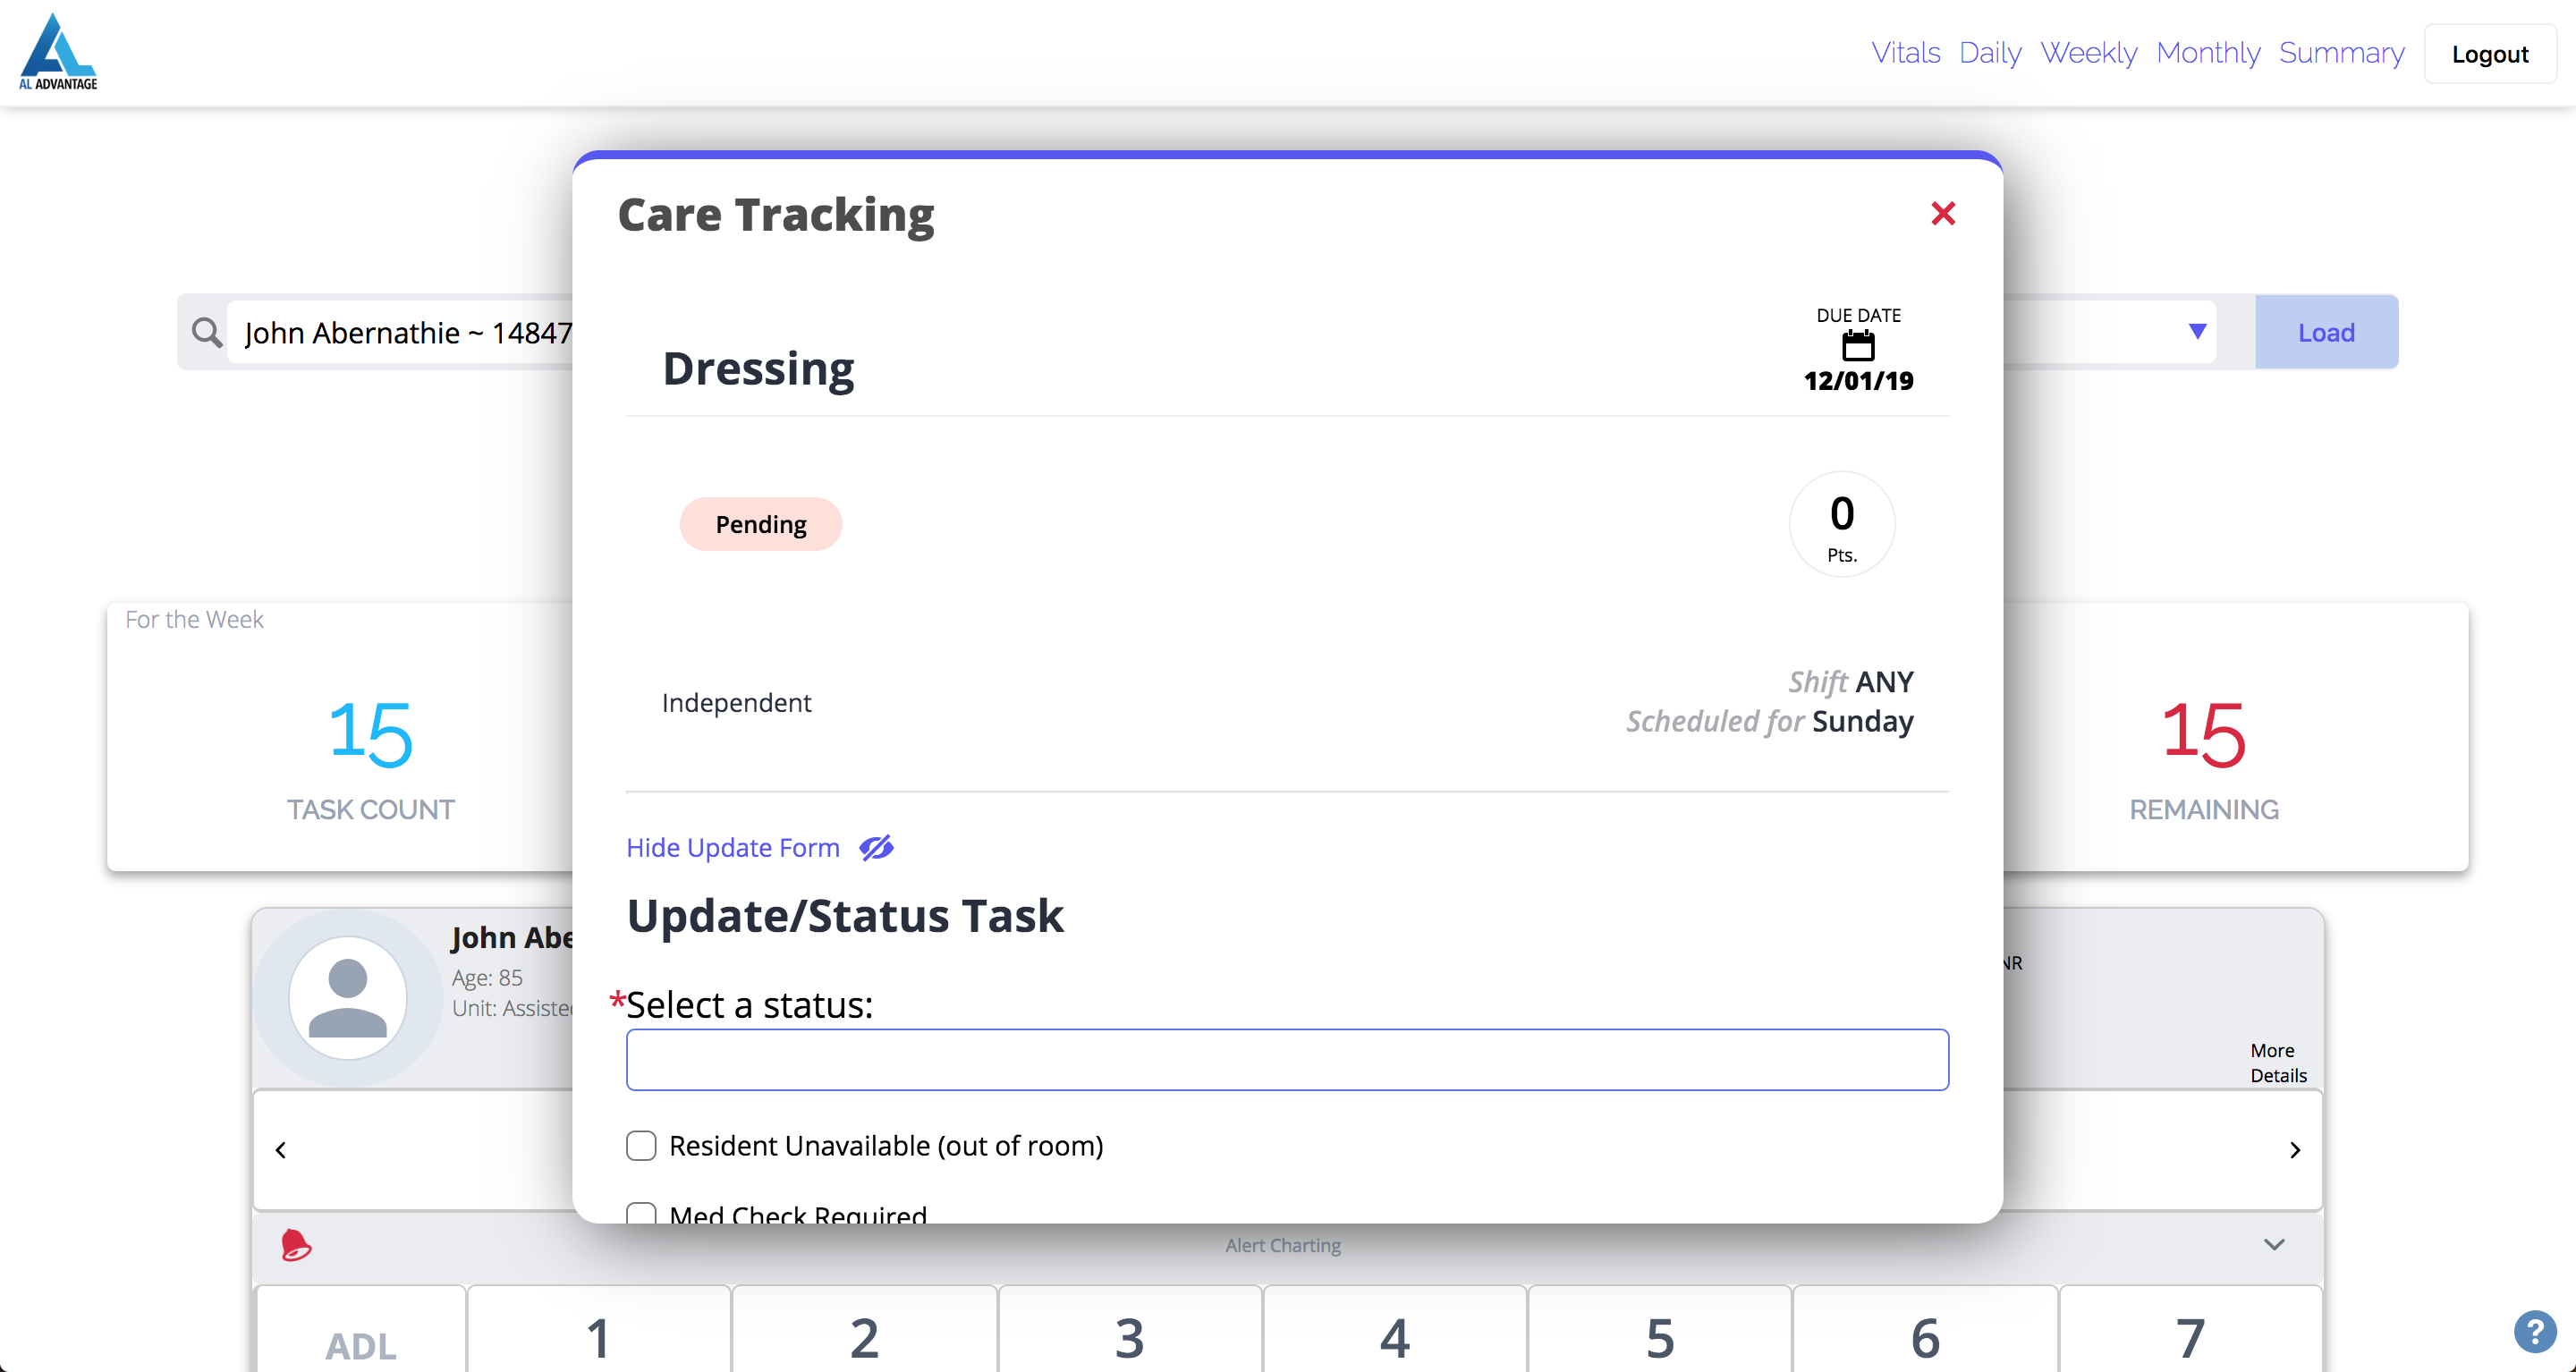 AL ADVANTAGE
Vitals Daily Weekly Monthly Summary Logout
Care Tracking
John Abernathie ~ 14847
Load
DUE DATE
12/01/19
Dressing
Pending
0
Pts.
Independent
Shift ANY
Scheduled for Sunday
For the Week
15
TASK COUNT
15
REMAINING
Hide Update Form
Update/Status Task
*Select a status:
Resident Unavailable (out of room)
Med Check Required
John Abe
Age: 85
Unit: Assiste
NR
More
Details
Alert Charting
ADL 1 2 3 4 5 6 7
?